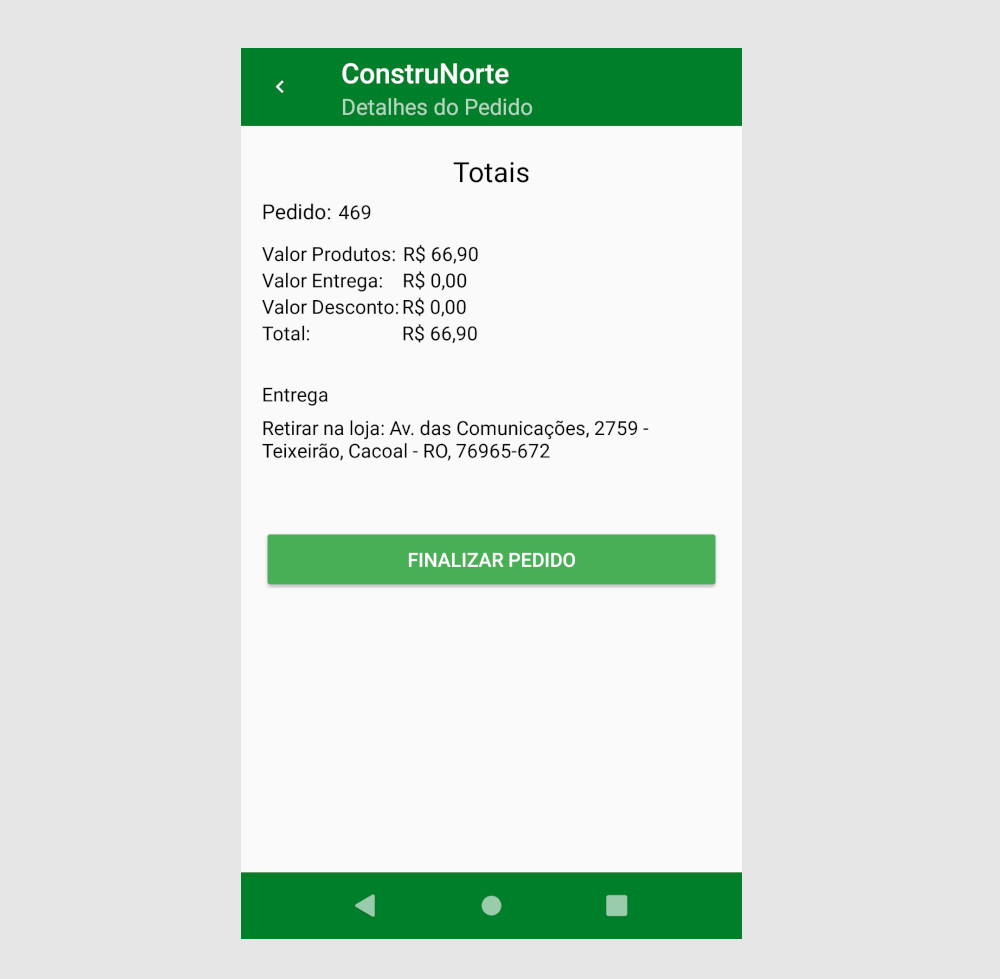 ConstruNorte
Detalhes do Pedido
Totais
Pedido: 469
Valor Produtos: R$ 66,90
Valor Entrega: R$ 0,00
Valor Desconto: R$ 0,00
Total: R$ 66,90
Entrega
Retirar na loja: Av. das Comunicações, 2759 -
Teixeirão, Cacoal - RO, 76965-672
FINALIZAR PEDIDO